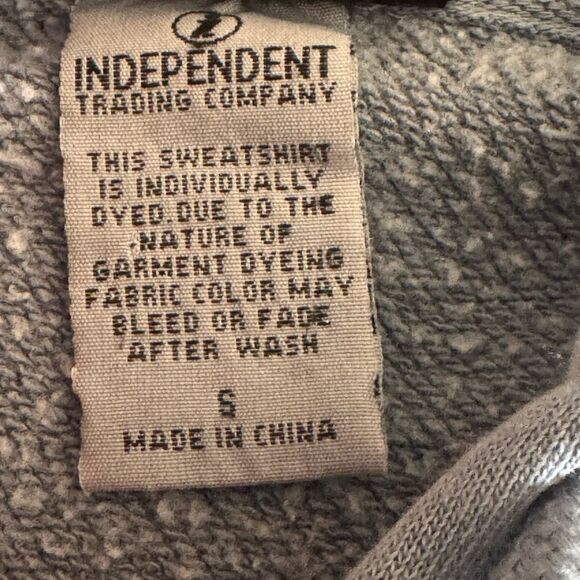 INDEPENDENT
TRADING COMPANY
THIS SWEATSHIRT
IS INDIVIDUALLY
DYED.DUE TO THE
NATURE OF
GARMENT DYEING
FABRIC COLOR MAY
BLEED OR FADE
AFTER WASH
S
MADE IN CHINA